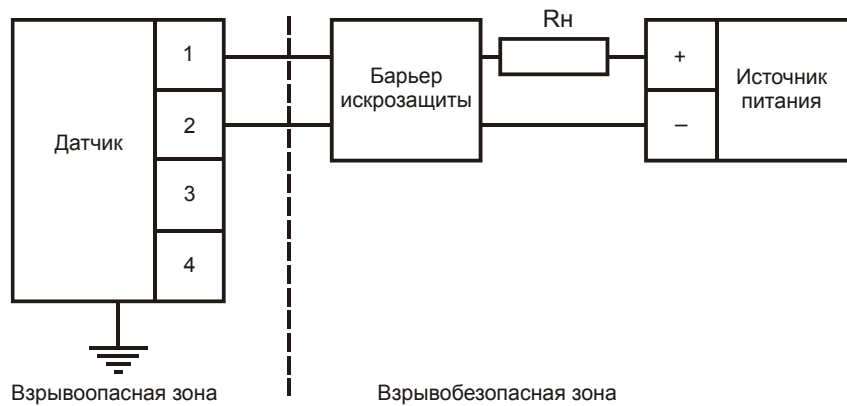 Rн
1
+
Барьер
искрозащиты
Источник
питания
2
–
Датчик
3
4
Взрывоопасная зона
Взрывобезопасная зона